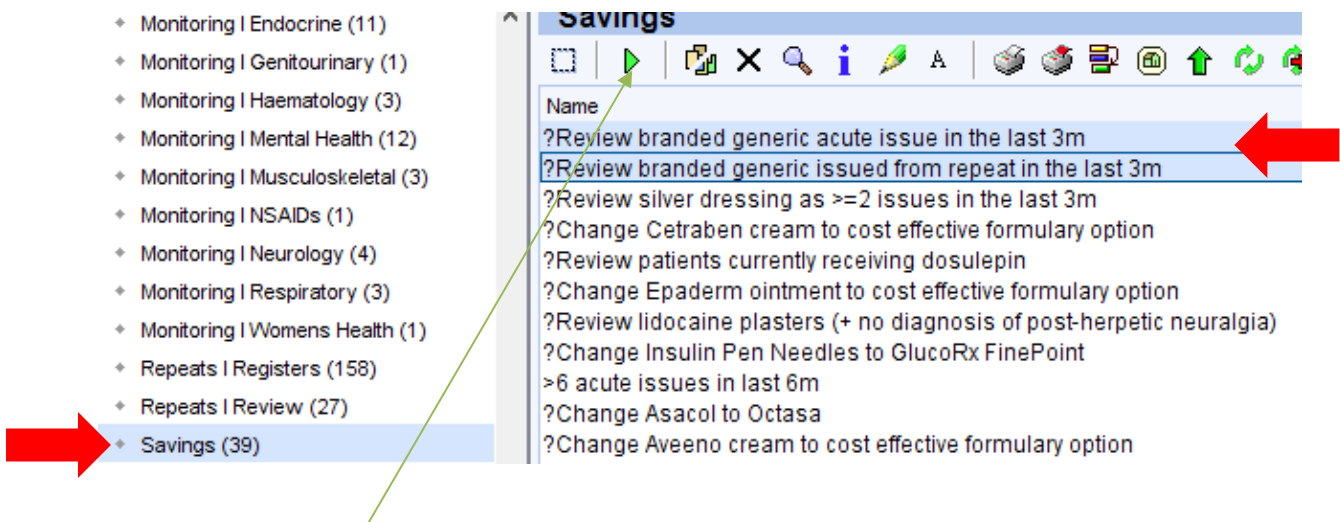 Monitoring I Endocrine (11)
Monitoring I Genitourinary (1)
Monitoring I Haematology (3)
Monitoring I Mental Health (12)
Monitoring I Musculoskeletal (3)
Monitoring I NSAIDs (1)
Monitoring I Neurology (4)
Monitoring I Respiratory (3)
Monitoring I Womens Health (1)
Repeats I Registers (158)
Repeats I Review (27)
Savings (39)
Savings
A
Name
?Review branded generic acute issue in the last 3m
?Review branded generic issued from repeat in the last 3m
?Review silver dressing as >=2 issues in the last 3m
?Change Cetraben cream to cost effective formulary option
?Review patients currently receiving dosulepin
?Change Epaderm ointment to cost effective formulary option
?Review lidocaine plasters (+ no diagnosis of post-herpetic neuralgia)
?Change Insulin Pen Needles to GlucoRx FinePoint
>6 acute issues in last 6m
?Change Asacol to Octasa
?Change Aveeno cream to cost effective formulary option